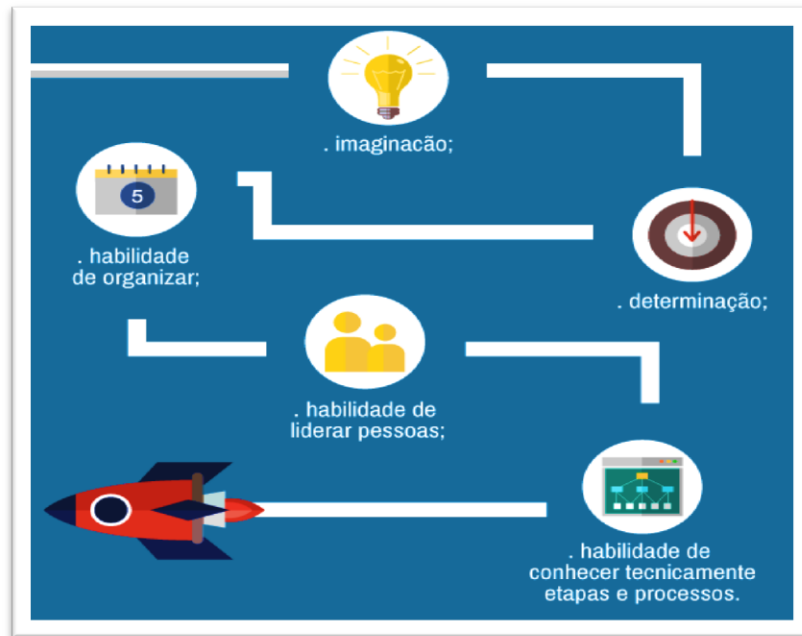 . imaginacão;
. determinação;
5
. habilidade
de organizar;
. habilidade de
liderar pessoas;
. habilidade de
conhecer tecnicamente
etapas e processos.